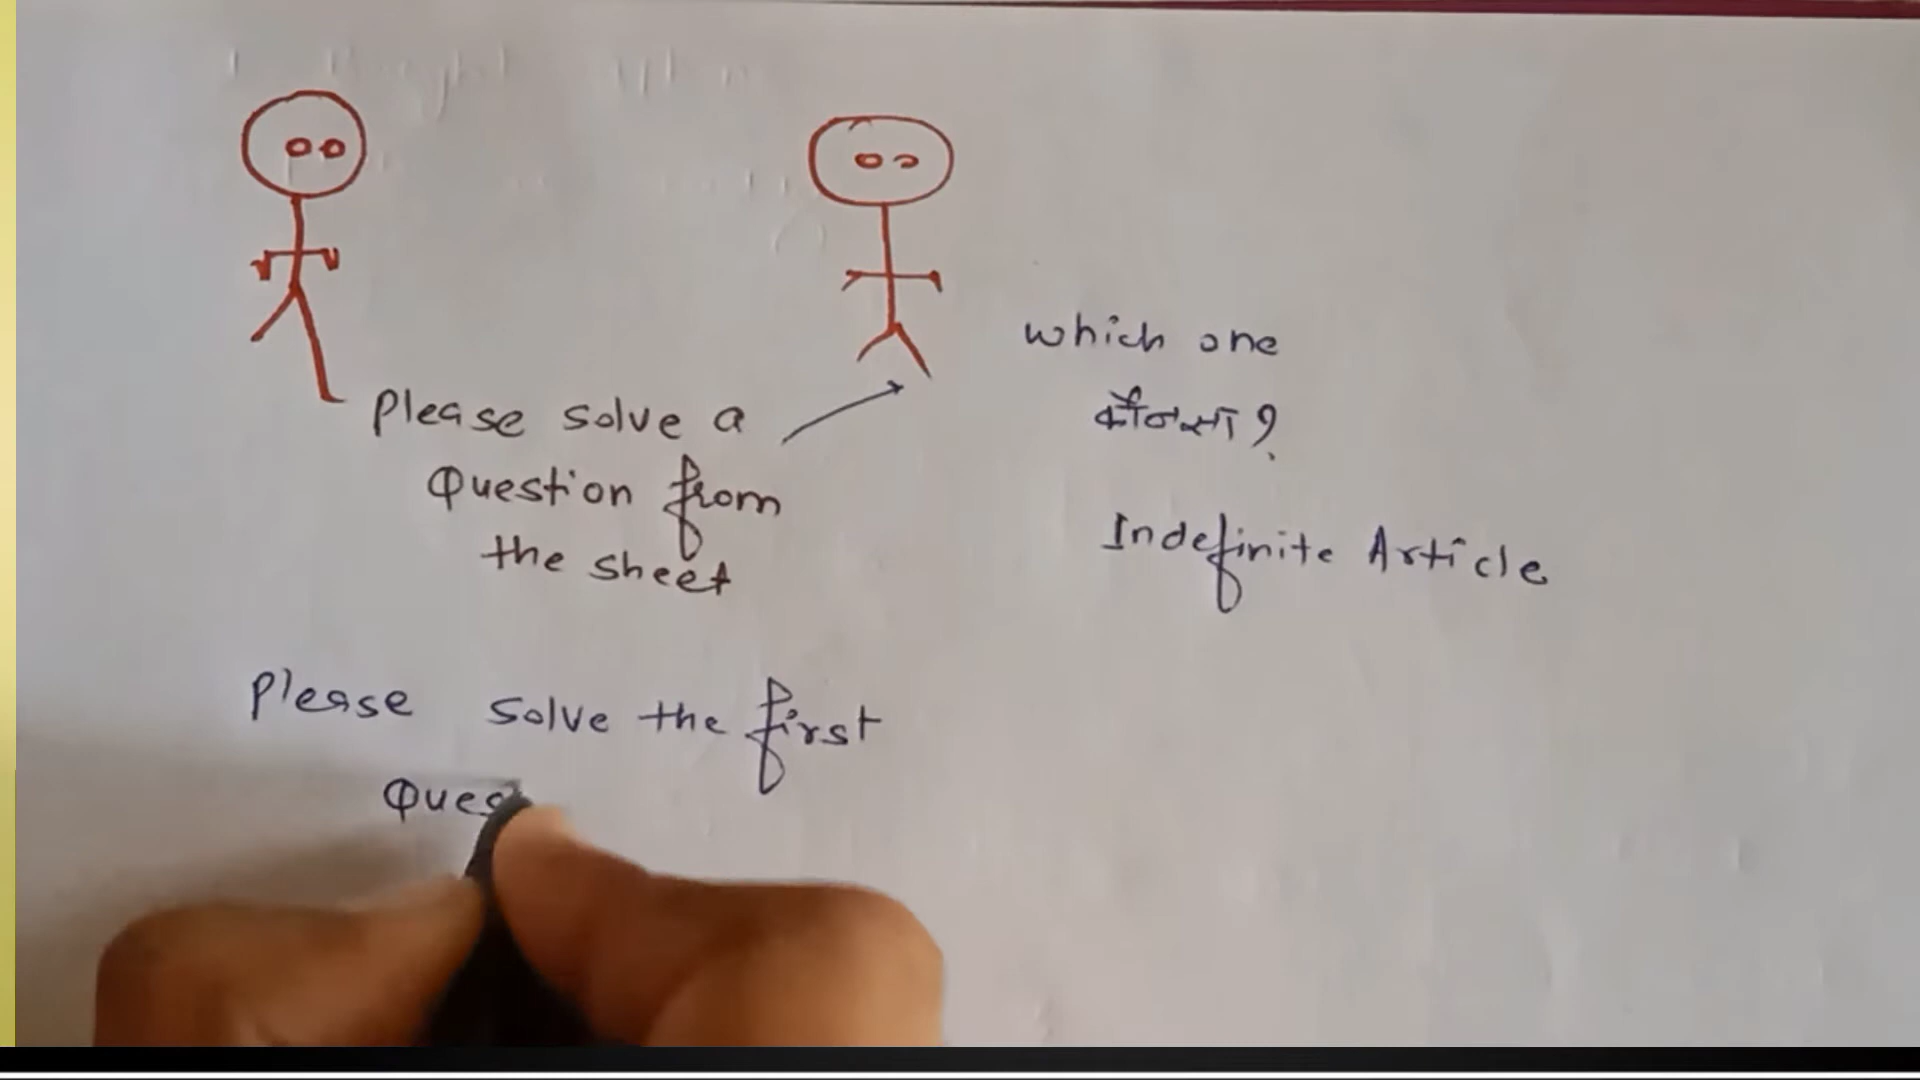 Please solve a
Question from
the sheet
which one
कौनसा ?
Indefinite Article
Please solve the first
Ques